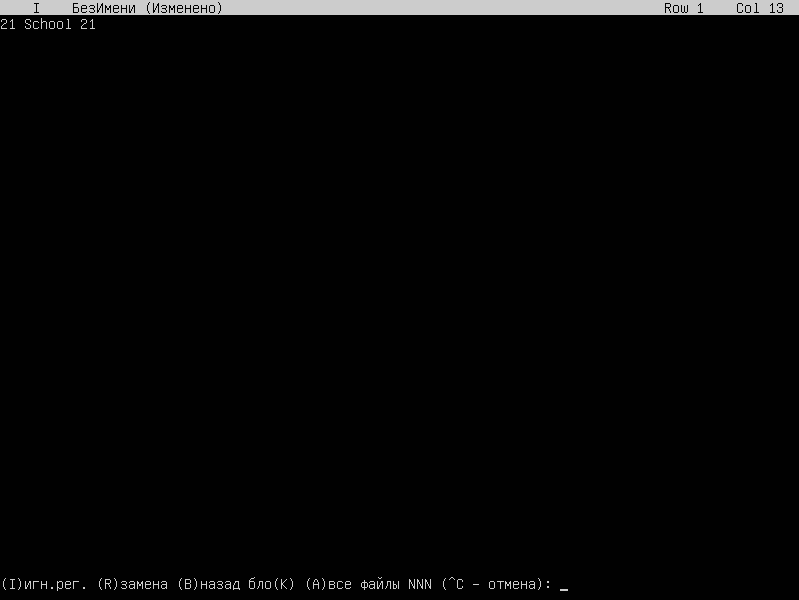 I БезИмени (Изменено) Row 1 Col 13
21 School 21
(I)игн.рег. (R)замена (B)назад бло(K) (A)все файлы NNN (^C - отмена): _